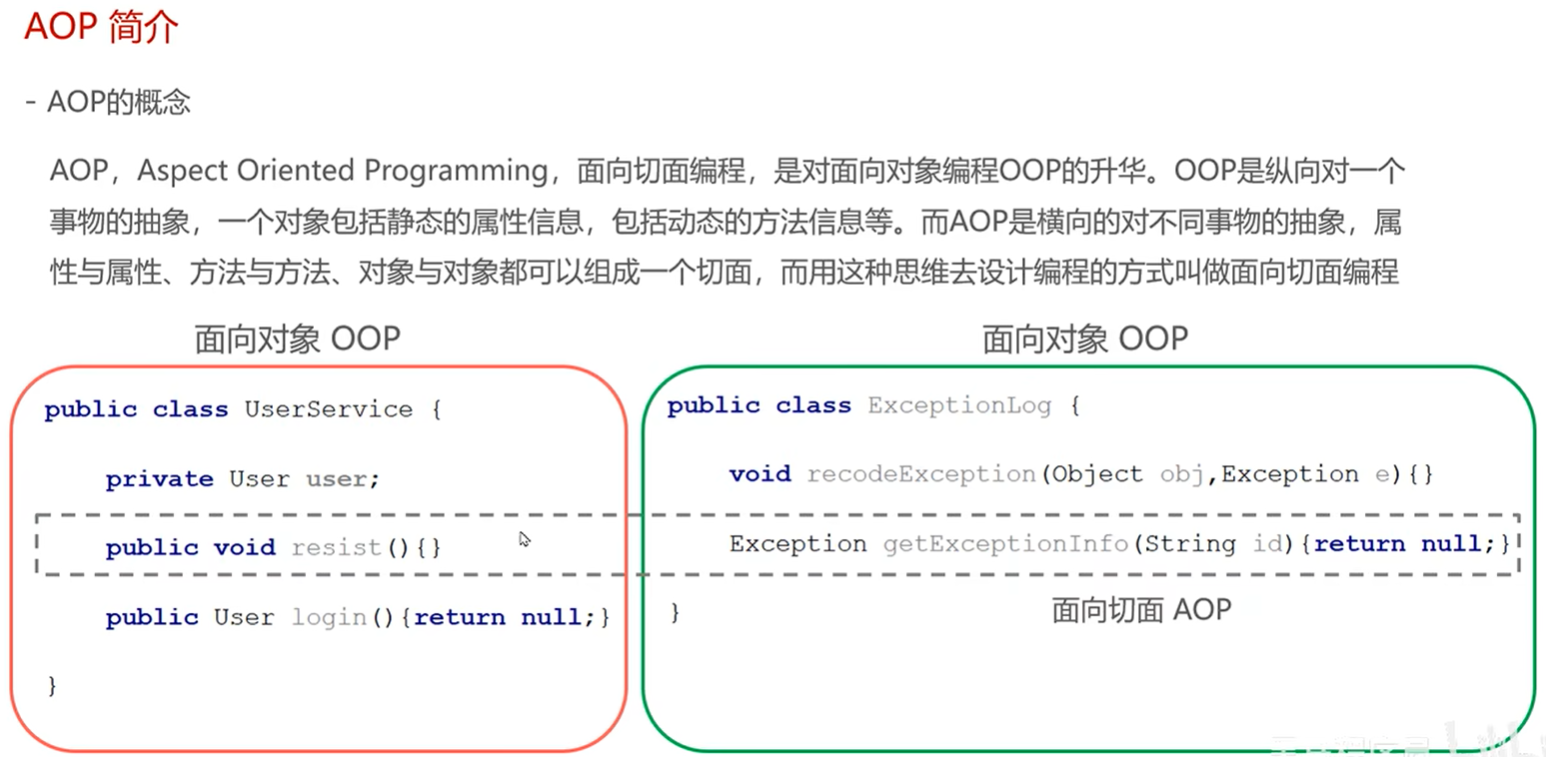 AOP 简介
- AOP的概念
AOP，Aspect Oriented Programming，面向切面编程，是对面向对象编程OOP的升华。OOP是纵向对一个
事物的抽象，一个对象包括静态的属性信息，包括动态的方法信息等。而AOP是横向的对不同事物的抽象，属
性与属性、方法与方法、对象与对象都可以组成一个切面，而用这种思维去设计编程的方式叫做面向切面编程
面向对象 OOP
public class UserService {
private User user;
public void resist(){}
public User login(){return null;}
}
面向对象 OOP
public class ExceptionLog {
void recodeException(Object obj,Exception e){}
Exception getExceptionInfo(String id){return null;}
}
面向切面 AOP